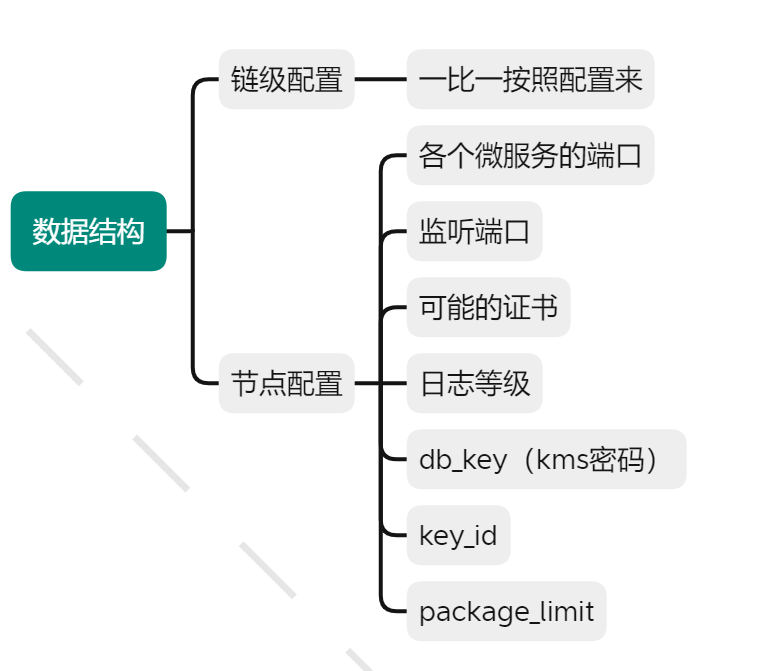 数据结构
链级配置
一比一按照配置来
节点配置
各个微服务的端口
监听端口
可能的证书
日志等级
db_key（kms密码）
key_id
package_limit